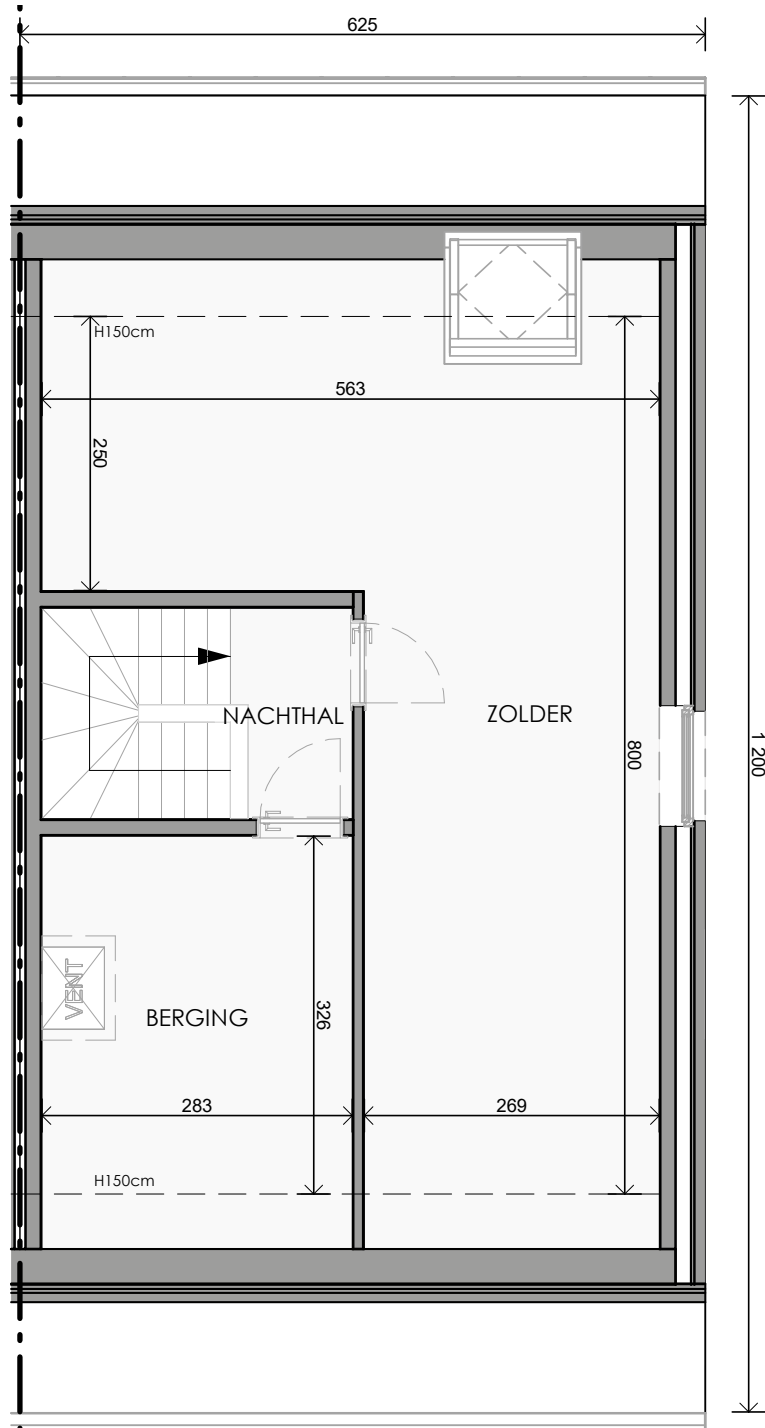 625
H150cm
563
250
NACHTHAL
ZOLDER
800
1 200
VENT
BERGING
326
283
269
H150cm